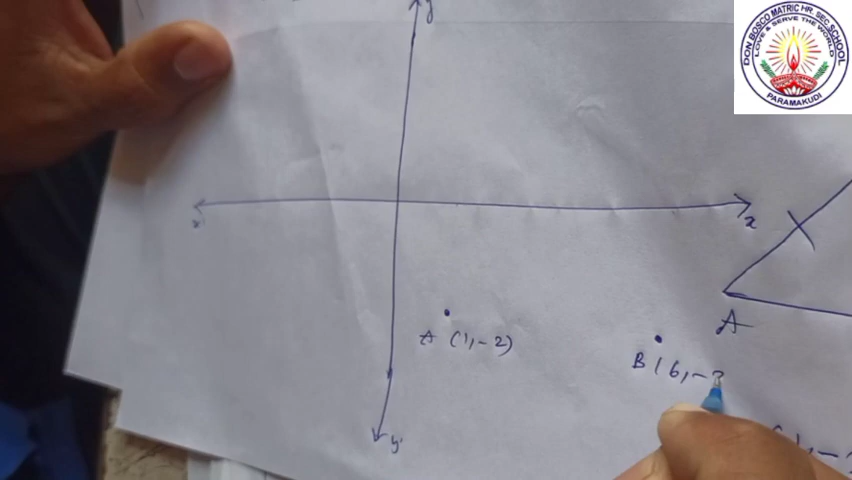 DON BOSCO MATRIC HR. SEC. SCHOOL
LOVE & SERVE THE WORLD
PARAMAKUDI
y
x'
x
A (1,-2)
A
B (6,-
y'